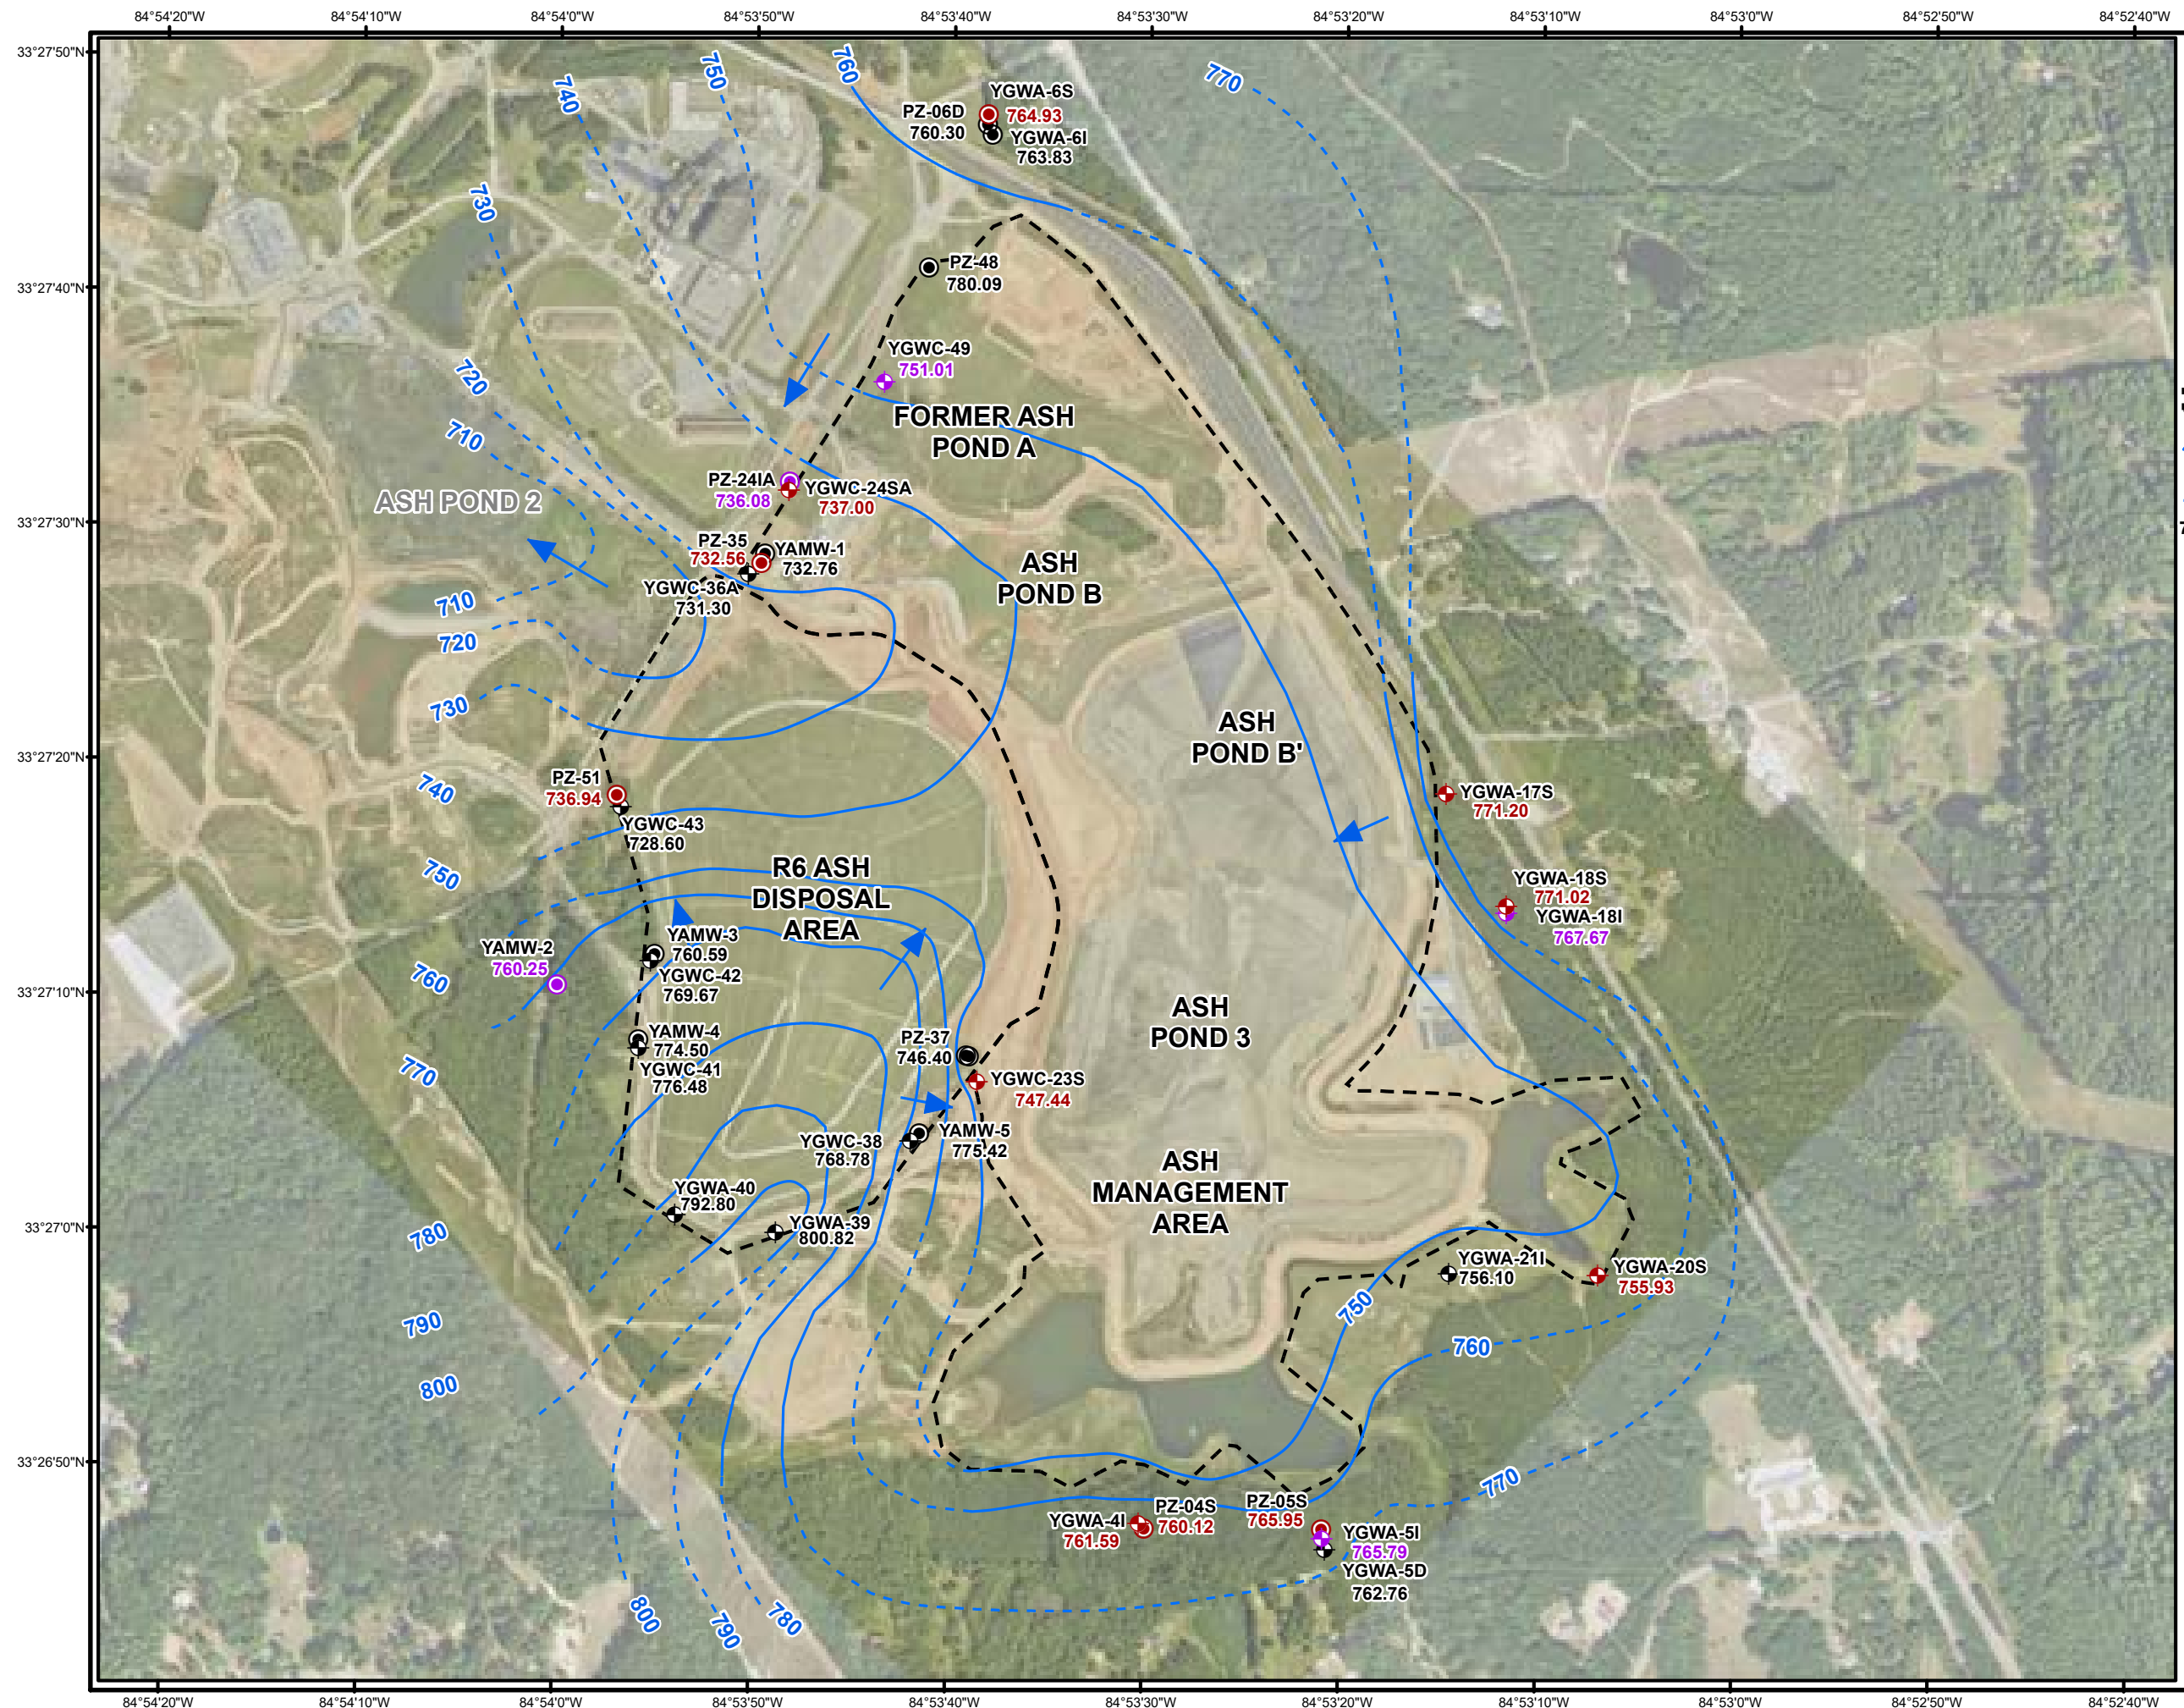 84°54'20"W 84°54'10"W 84°54'0"W 84°53'50"W 84°53'40"W 84°53'30"W 84°53'20"W 84°53'10"W 84°53'0"W 84°52'50"W 84°52'40"W
33°27'50"N
33°27'40"N
33°27'30"N
33°27'20"N
33°27'10"N
33°27'0"N
33°26'50"N
740
750
760
770
730
720
710
YGWA-6S
764.93
PZ-06D
760.30
YGWA-6I
763.83
PZ-48
780.09
YGWC-49
751.01
FORMER ASH
POND A
PZ-24IA
736.08
YGWC-24SA
737.00
ASH POND 2
PZ-35
732.56
YAMW-1
732.76
YGWC-36A
731.30
ASH
POND B
710
720
730
ASH
POND B'
PZ-51
736.94
740
YGWC-43
728.60
YGWA-17S
771.20
750
R6 ASH
DISPOSAL
AREA
YGWA-18S
771.02
YGWA-18I
767.67
YAMW-2
760.25
YAMW-3
760.59
YGWC-42
769.67
760
ASH
POND 3
YAMW-4
774.50
YGWC-41
776.48
PZ-37
746.40
770
YGWC-23S
747.44
YGWC-38
768.78
YAMW-5
775.42
ASH
MANAGEMENT
AREA
YGWA-40
792.80
YGWA-39
800.82
780
YGWA-21I
756.10
YGWA-20S
755.93
750
790
760
800
770
YGWA-4I
761.59
PZ-04S
760.12
PZ-05S
765.95
YGWA-5I
765.79
YGWA-5D
762.76
800
790
780
84°54'20"W 84°54'10"W 84°54'0"W 84°53'50"W 84°53'40"W 84°53'30"W 84°53'20"W 84°53'10"W 84°53'0"W 84°52'50"W 84°52'40"W